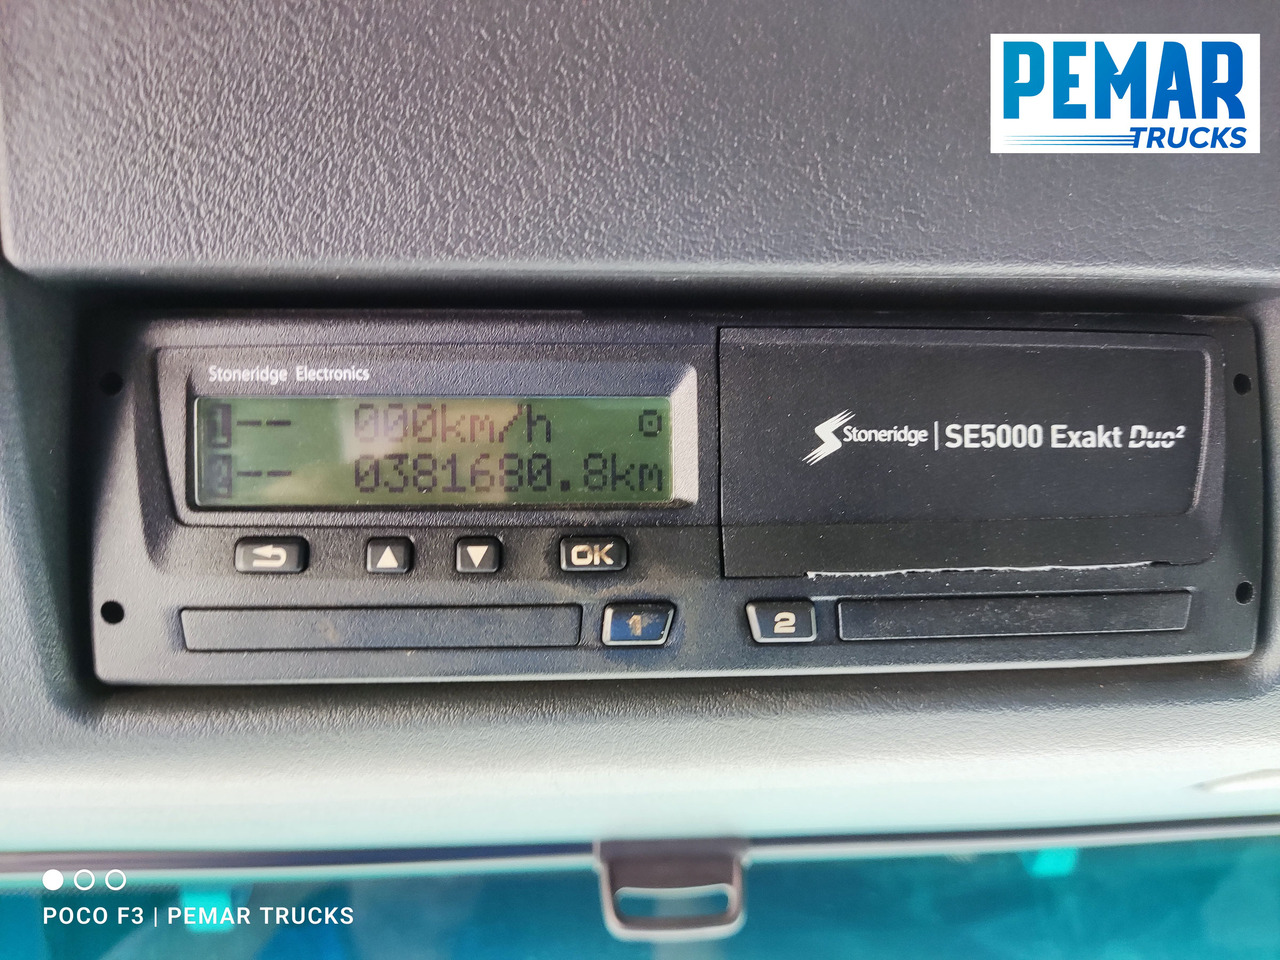 PEMAR
TRUCKS
Stoneridge Electronics
1-- 000km/h
2-- 0381680.8km
Stoneridge | SE5000 Exakt Duo²
OK
1
2
POCO F3 | PEMAR TRUCKS